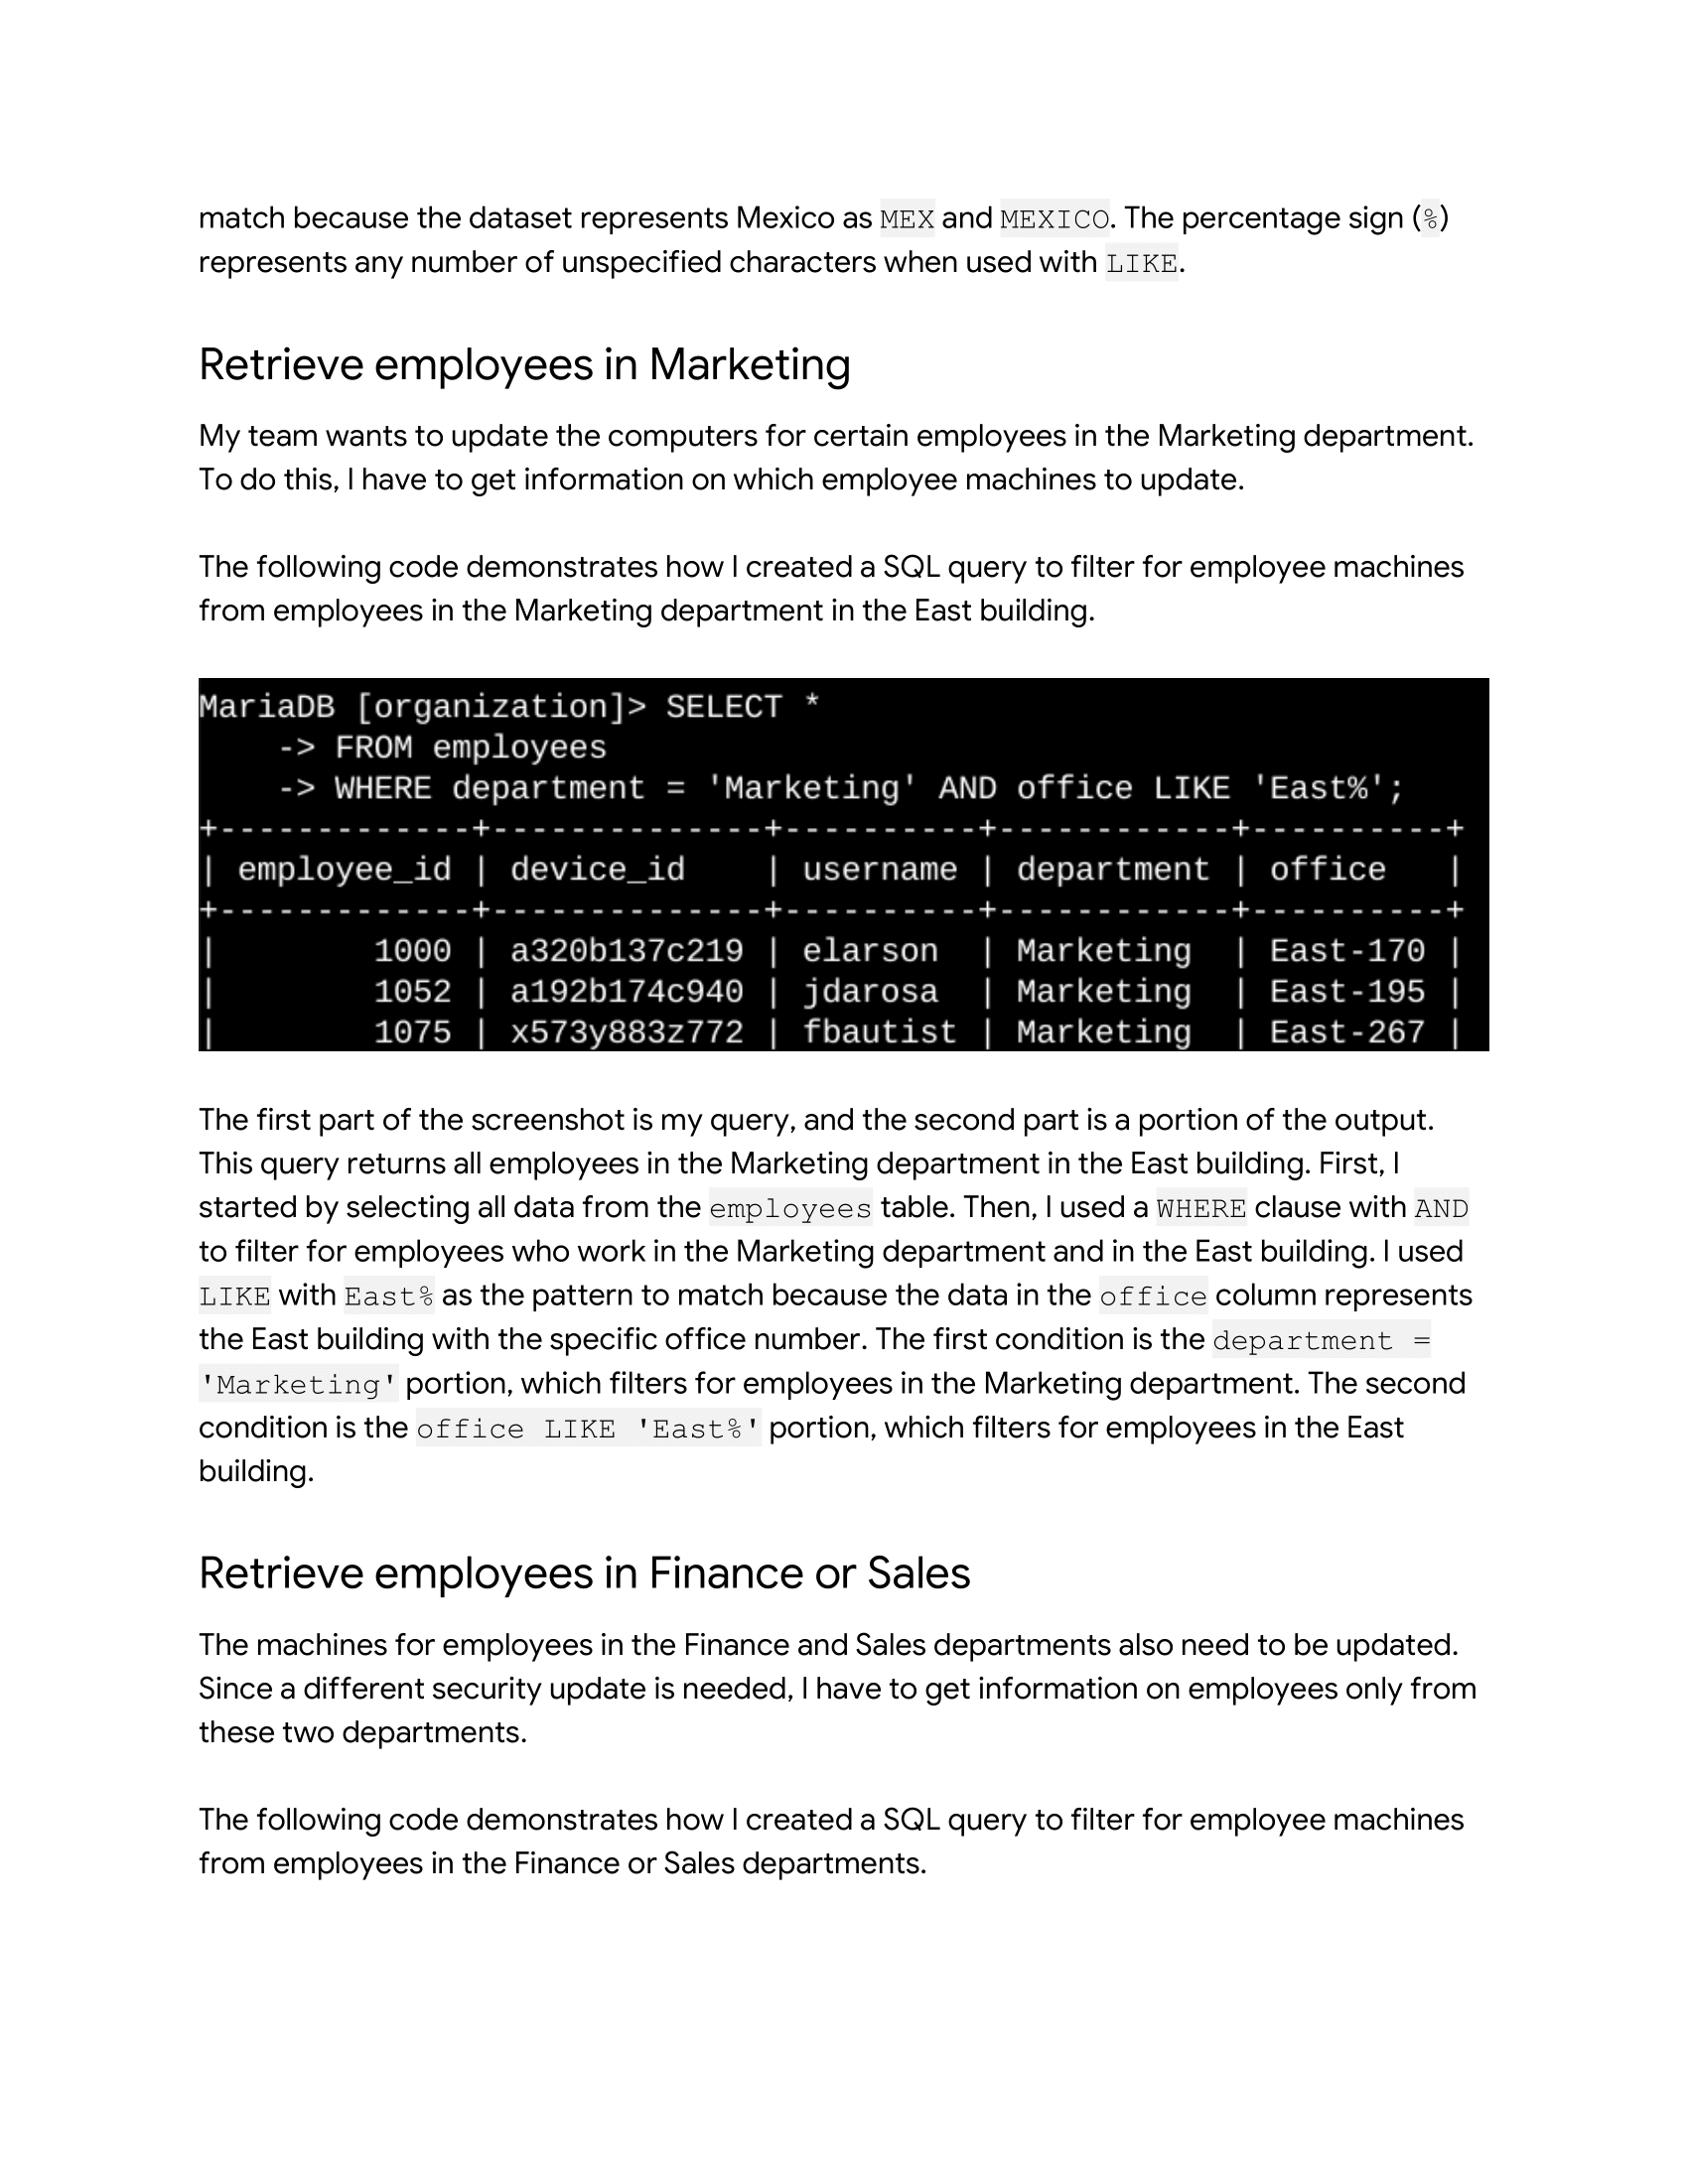 match because the dataset represents Mexico as MEX and MEXICO. The percentage sign (%)
represents any number of unspecified characters when used with LIKE.
Retrieve employees in Marketing
My team wants to update the computers for certain employees in the Marketing department.
To do this, I have to get information on which employee machines to update.
The following code demonstrates how I created a SQL query to filter for employee machines
from employees in the Marketing department in the East building.
MariaDB [organization]> SELECT *
    -> FROM employees
    -> WHERE department = 'Marketing' AND office LIKE 'East%';
+-------------+--------------+----------+------------+----------+
| employee_id | device_id    | username | department | office   |
+-------------+--------------+----------+------------+----------+
|        1000 | a320b137c219 | elarson  | Marketing  | East-170 |
|        1052 | a192b174c940 | jdarosa  | Marketing  | East-195 |
|        1075 | x573y883z772 | fbautist | Marketing  | East-267 |
The first part of the screenshot is my query, and the second part is a portion of the output.
This query returns all employees in the Marketing department in the East building. First, I
started by selecting all data from the employees table. Then, I used a WHERE clause with AND
to filter for employees who work in the Marketing department and in the East building. I used
LIKE with East% as the pattern to match because the data in the office column represents
the East building with the specific office number. The first condition is the department =
'Marketing' portion, which filters for employees in the Marketing department. The second
condition is the office LIKE 'East%' portion, which filters for employees in the East
building.
Retrieve employees in Finance or Sales
The machines for employees in the Finance and Sales departments also need to be updated.
Since a different security update is needed, I have to get information on employees only from
these two departments.
The following code demonstrates how I created a SQL query to filter for employee machines
from employees in the Finance or Sales departments.